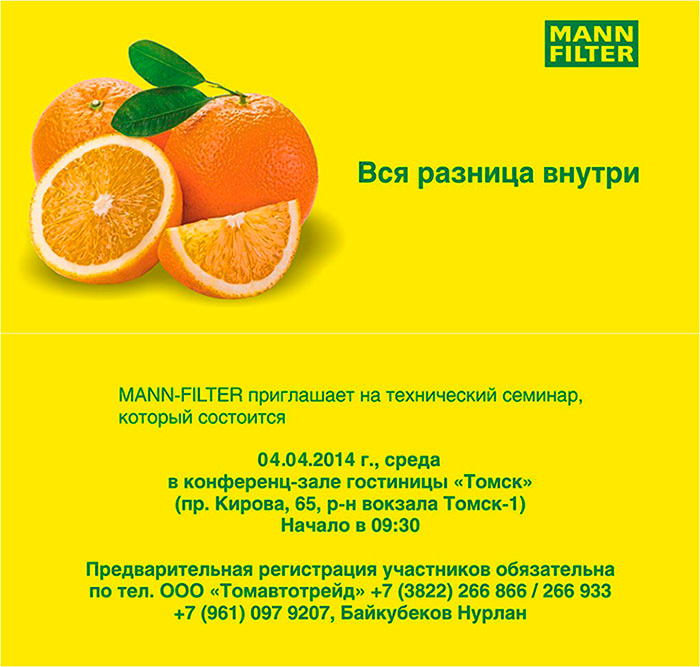 MANN
FILTER
Вся разница внутри
MANN-FILTER приглашает на технический семинар,
который состоится
04.04.2014 г., среда
в конференц-зале гостиницы «Томск»
(пр. Кирова, 65, р-н вокзала Томск-1)
Начало в 09:30
Предварительная регистрация участников обязательна
по тел. ООО «Томавтотрейд» +7 (3822) 266 866 / 266 933
+7 (961) 097 9207, Байкубеков Нурлан